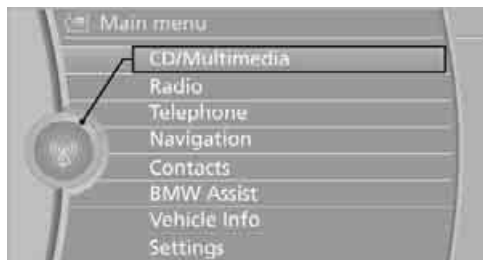 Main menu
CD/Multimedia
Radio
Telephone
Navigation
Contacts
BMW Assist
Vehicle Info
Settings